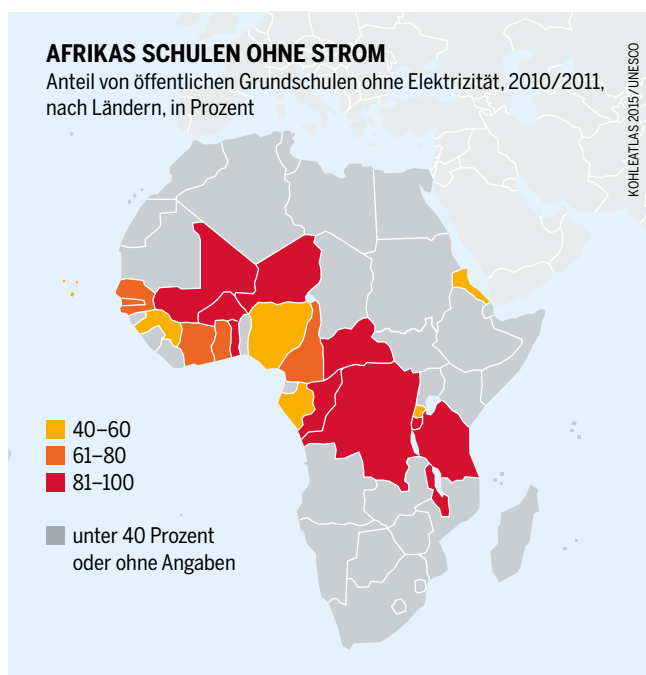 AFRIKAS SCHULEN OHNE STROM
Anteil von öffentlichen Grundschulen ohne Elektrizität, 2010/2011,
nach Ländern, in Prozent
KOHLEATLAS 2015/UNESCO
40–60
61–80
81–100
unter 40 Prozent
oder ohne Angaben